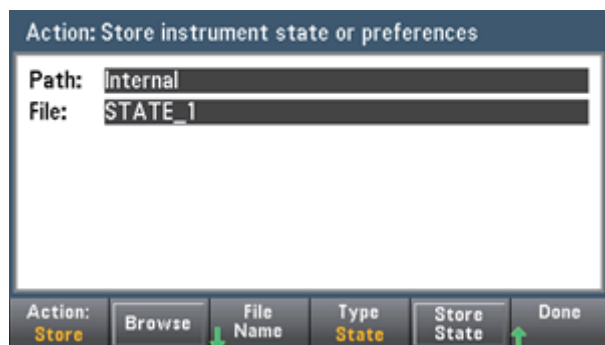 Action: Store instrument state or preferences
Path: Internal
File: STATE_1
Action: Store
Browse
File Name
Type State
Store State
Done